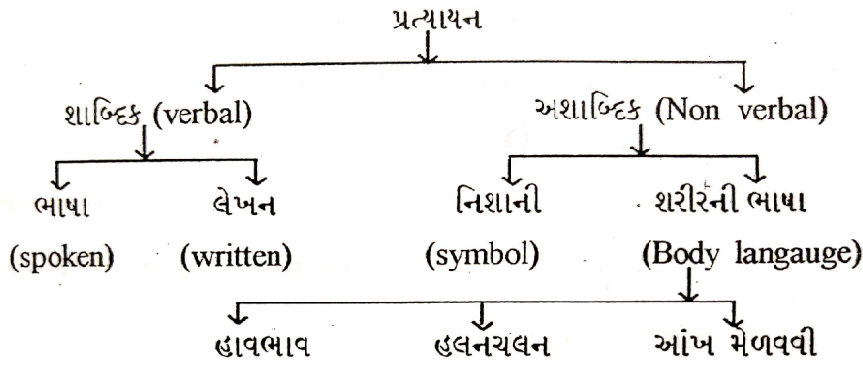 પ્રત્યાયન
શાબ્દિક (verbal) અશાબ્દિક (Non verbal)
ભાષા લેખન નિશાની શરીરની ભાષા
(spoken) (written) (symbol) (Body langauge)
હાવભાવ હલનચલન આંખ મેળવવી